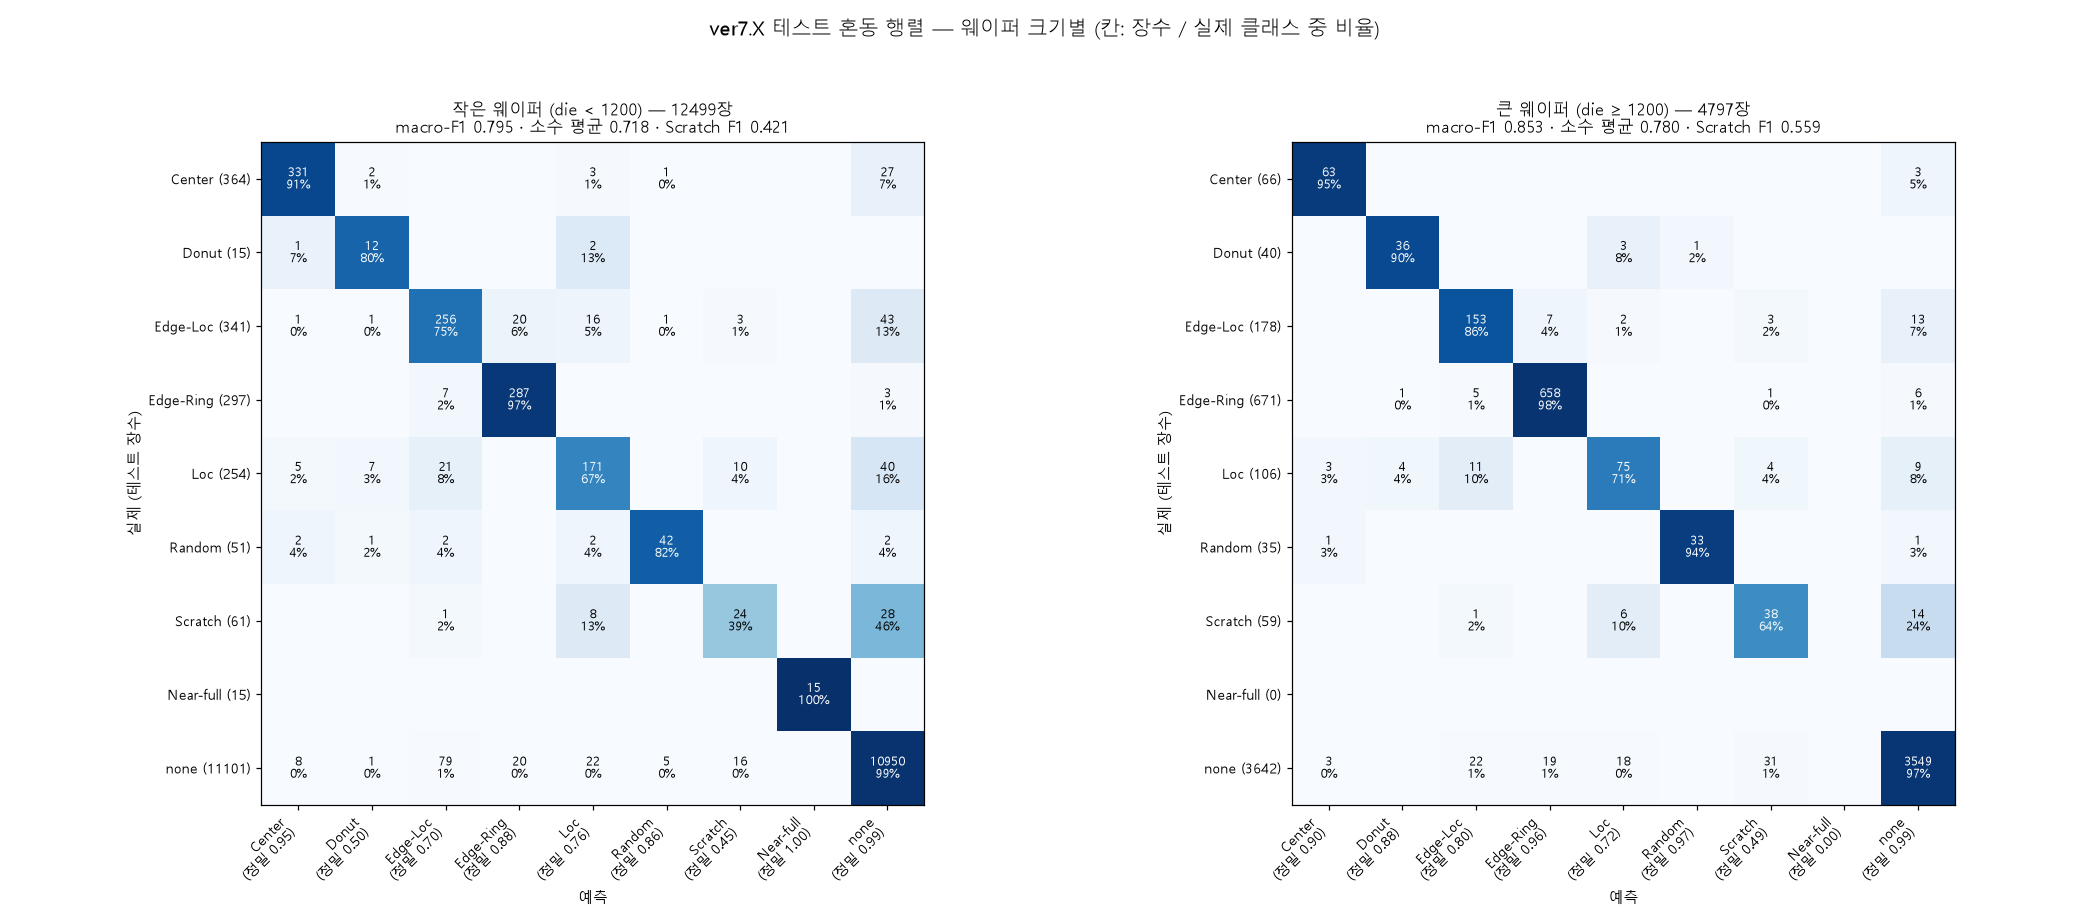 ver7.X 테스트 혼동 행렬 — 웨이퍼 크기별 (칸: 장수 / 실제 클래스 중 비율)
작은 웨이퍼 (die < 1200) — 12499장
macro-F1 0.795 · 소수 평균 0.718 · Scratch F1 0.421
실제 (테스트 장수)
Center (364) 331 2 3 1 27
91% 1% 1% 0% 7%
Donut (15) 1 12 2
7% 80% 13%
Edge-Loc (341) 1 1 256 20 16 1 3 43
0% 0% 75% 6% 5% 0% 1% 13%
Edge-Ring (297) 7 287 3
2% 97% 1%
Loc (254) 5 7 21 171 10 40
2% 3% 8% 67% 4% 16%
Random (51) 2 1 2 2 42 2
4% 2% 4% 4% 82% 4%
Scratch (61) 1 8 24 28
2% 13% 39% 46%
Near-full (15) 15
100%
none (11101) 8 1 79 20 22 5 16 10950
0% 0% 1% 0% 0% 0% 0% 99%
Center
(정밀 0.95)
Donut
(정밀 0.50)
Edge-Loc
(정밀 0.70)
Edge-Ring
(정밀 0.88)
Loc
(정밀 0.76)
Random
(정밀 0.86)
Scratch
(정밀 0.45)
Near-full
(정밀 1.00)
none
(정밀 0.99)
예측
큰 웨이퍼 (die ≥ 1200) — 4797장
macro-F1 0.853 · 소수 평균 0.780 · Scratch F1 0.559
실제 (테스트 장수)
Center (66) 63 3
95% 5%
Donut (40) 36 3 1
90% 8% 2%
Edge-Loc (178) 153 7 2 3 13
86% 4% 1% 2% 7%
Edge-Ring (671) 1 5 658 1 6
0% 1% 98% 0% 1%
Loc (106) 3 4 11 75 4 9
3% 4% 10% 71% 4% 8%
Random (35) 1 33 1
3% 94% 3%
Scratch (59) 1 6 38 14
2% 10% 64% 24%
Near-full (0)
none (3642) 3 22 19 18 31 3549
0% 1% 1% 0% 1% 97%
Center
(정밀 0.90)
Donut
(정밀 0.88)
Edge-Loc
(정밀 0.80)
Edge-Ring
(정밀 0.96)
Loc
(정밀 0.72)
Random
(정밀 0.97)
Scratch
(정밀 0.49)
Near-full
(정밀 0.00)
none
(정밀 0.99)
예측